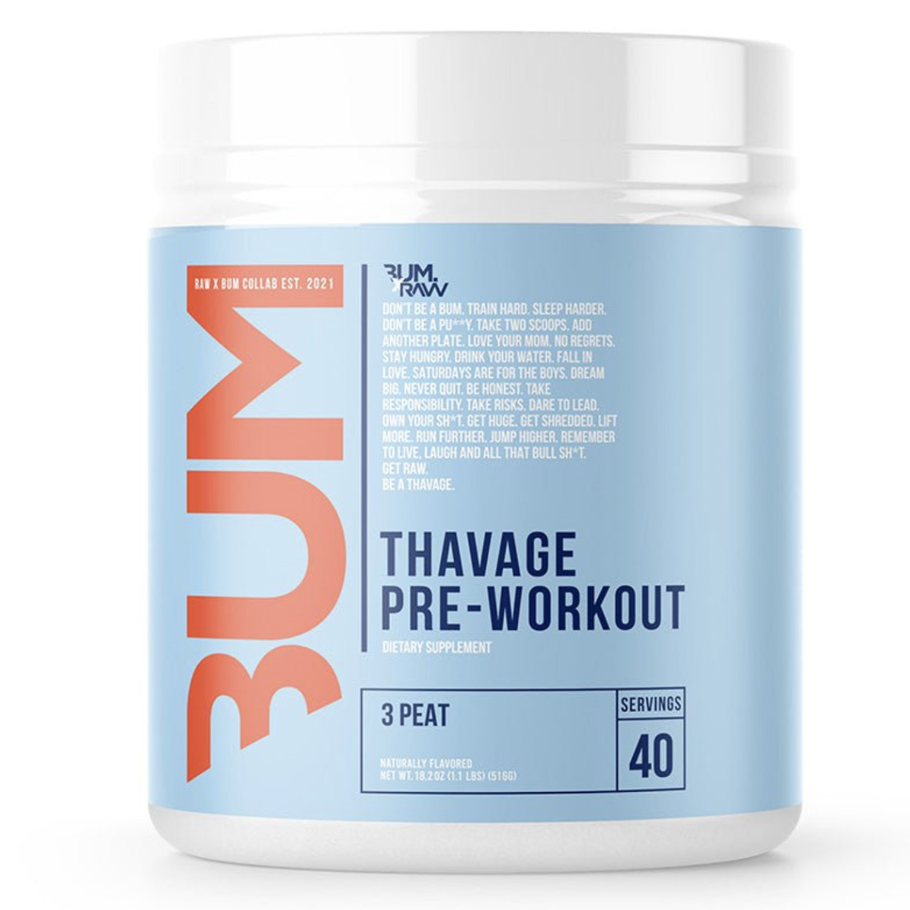 RAW X BUM COLLAB EST. 2021
BUM
BUM.
X RAW
DON'T BE A BUM. TRAIN HARD. SLEEP HARDER.
DON'T BE A PU**Y. TAKE TWO SCOOPS. ADD
ANOTHER PLATE. LOVE YOUR MOM. NO REGRETS.
STAY HUNGRY. DRINK YOUR WATER. FALL IN
LOVE. SATURDAYS ARE FOR THE BOYS. DREAM
BIG. NEVER QUIT. BE HONEST. TAKE
RESPONSIBILITY. TAKE RISKS. DARE TO LEAD.
OWN YOUR SH*T. GET HUGE. GET SHREDDED. LIFT
MORE. RUN FURTHER. JUMP HIGHER. REMEMBER
TO LIVE, LAUGH AND ALL THAT BULL SH*T.
GET RAW.
BE A THAVAGE.
THAVAGE
PRE-WORKOUT
DIETARY SUPPLEMENT
3 PEAT
NATURALLY FLAVORED
NET WT. 18.2 OZ (1.1 LBS) (516G)
SERVINGS
40